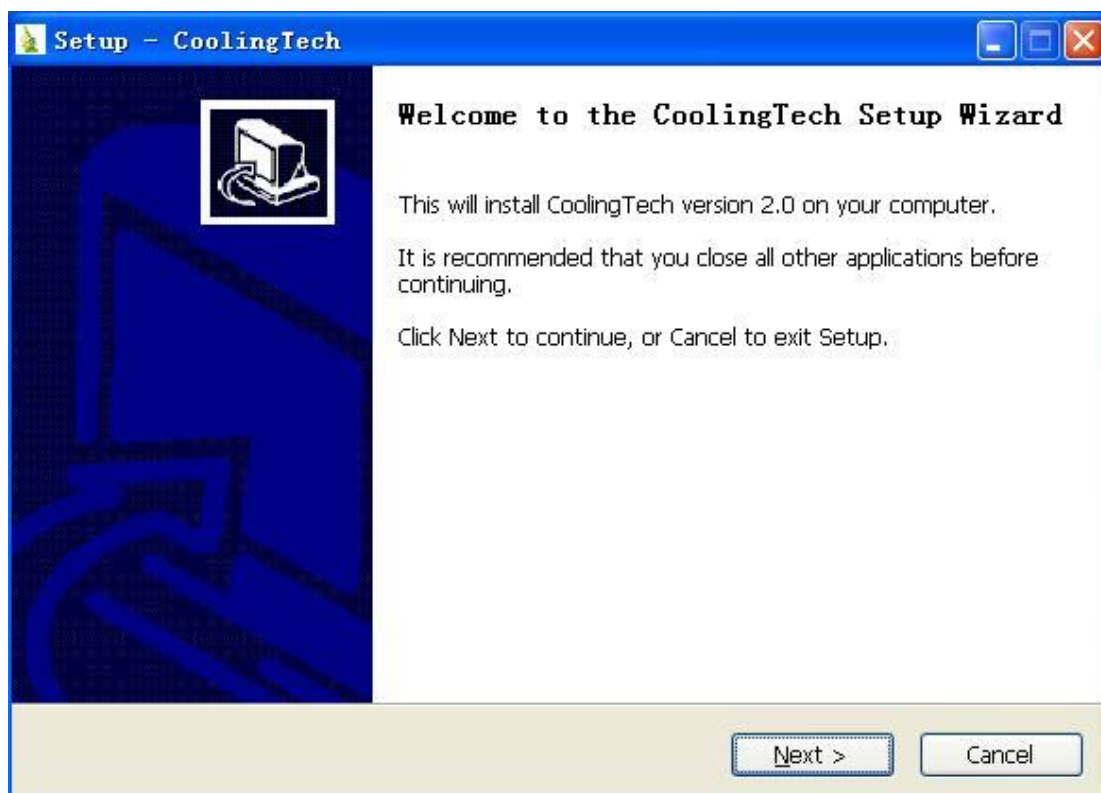 Setup - CoolingTech
Welcome to the CoolingTech Setup Wizard
This will install CoolingTech version 2.0 on your computer.
It is recommended that you close all other applications before
continuing.
Click Next to continue, or Cancel to exit Setup.
Next >
Cancel